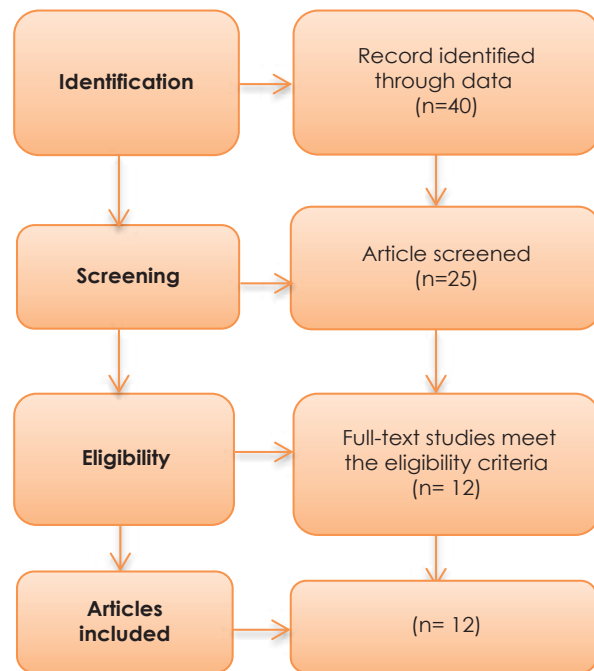 Identification
Record identified
through data
(n=40)
Screening
Article screened
(n=25)
Eligibility
Full-text studies meet
the eligibility criteria
(n= 12)
Articles
included
(n= 12)